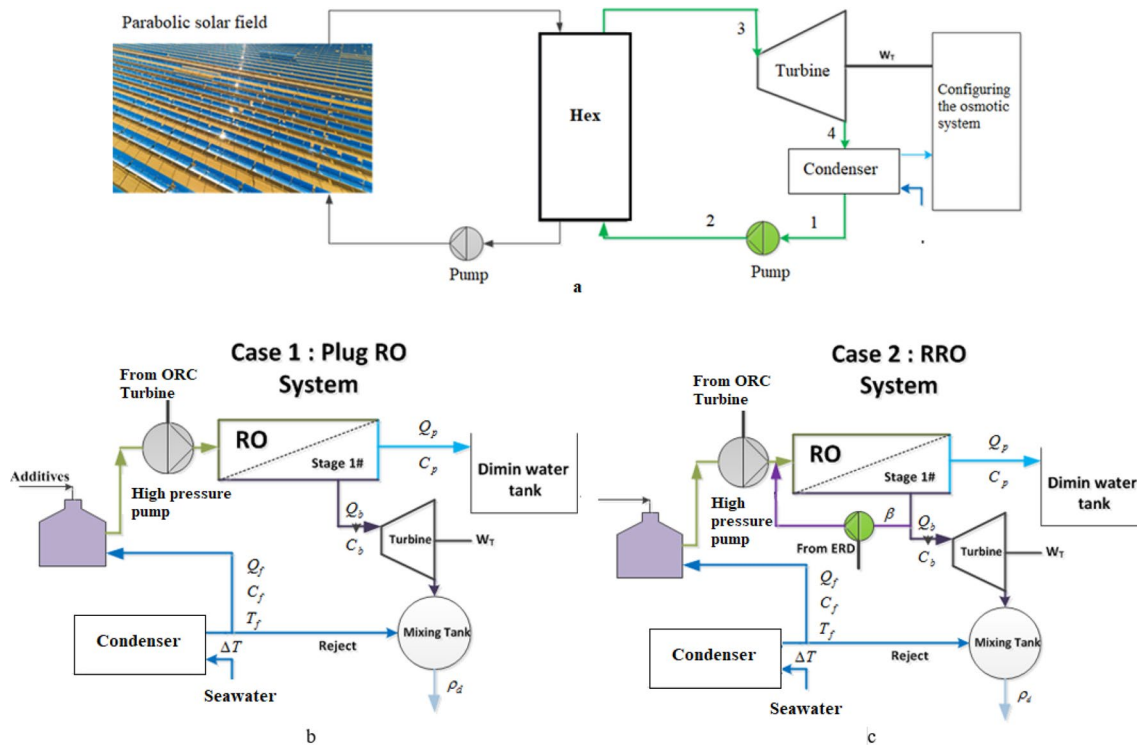 Parabolic solar field
Hex
3
Turbine
W_T
Configuring
the osmotic
system
4
Condenser
2
1
Pump
Pump
a
Case 1 : Plug RO
System
From ORC
Turbine
RO
Stage 1#
Q_p
C_p
Dimin water
tank
Additives
High pressure
pump
Q_b
C_b
Turbine
W_T
Q_f
C_f
T_f
Condenser
ΔT
Reject
Mixing Tank
Seawater
ρ_d
b
Case 2 : RRO
System
From ORC
Turbine
RO
Stage 1#
Q_p
C_p
Dimin water
tank
High
pressure
pump
β
From ERD
Q_b
C_b
Turbine
W_T
Q_f
C_f
T_f
Condenser
ΔT
Reject
Mixing Tank
Seawater
ρ_d
c